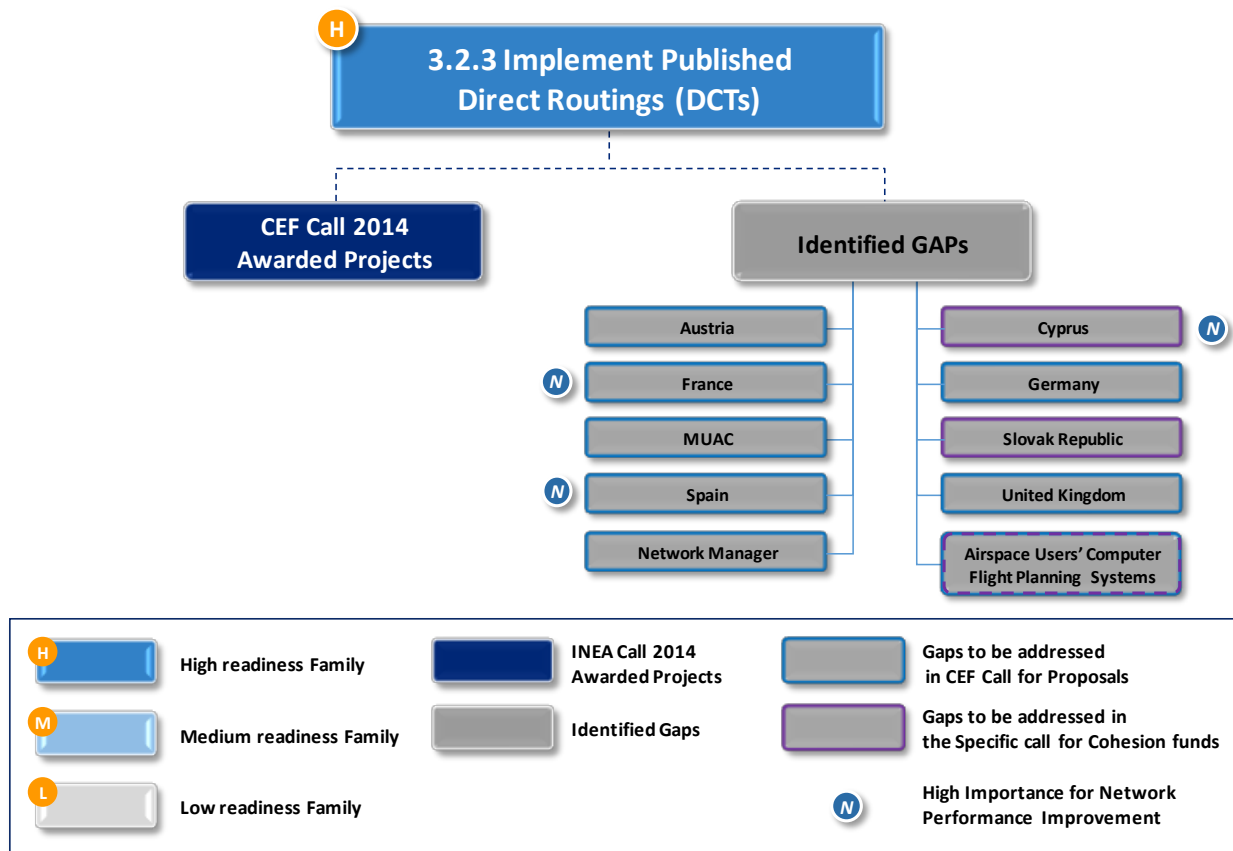 H
3.2.3 Implement Published
Direct Routings (DCTs)
CEF Call 2014
Awarded Projects
Identified GAPs
Austria
Cyprus
N
N
France
Germany
MUAC
Slovak Republic
N
Spain
United Kingdom
Network Manager
Airspace Users' Computer
Flight Planning Systems
H
High readiness Family
M
Medium readiness Family
L
Low readiness Family
INEA Call 2014
Awarded Projects
Identified Gaps
Gaps to be addressed
in CEF Call for Proposals
Gaps to be addressed in
the Specific call for Cohesion funds
N
High Importance for Network
Performance Improvement